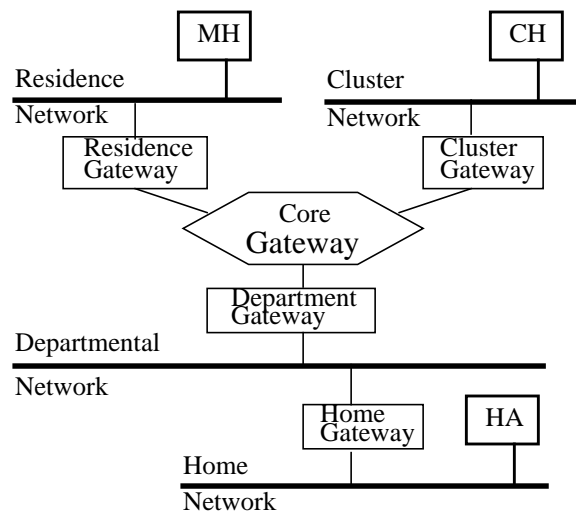 MH
CH
Residence
Network
Cluster
Network
Residence
Gateway
Cluster
Gateway
Core
Gateway
Department
Gateway
Departmental
Network
Home
Gateway
HA
Home
Network